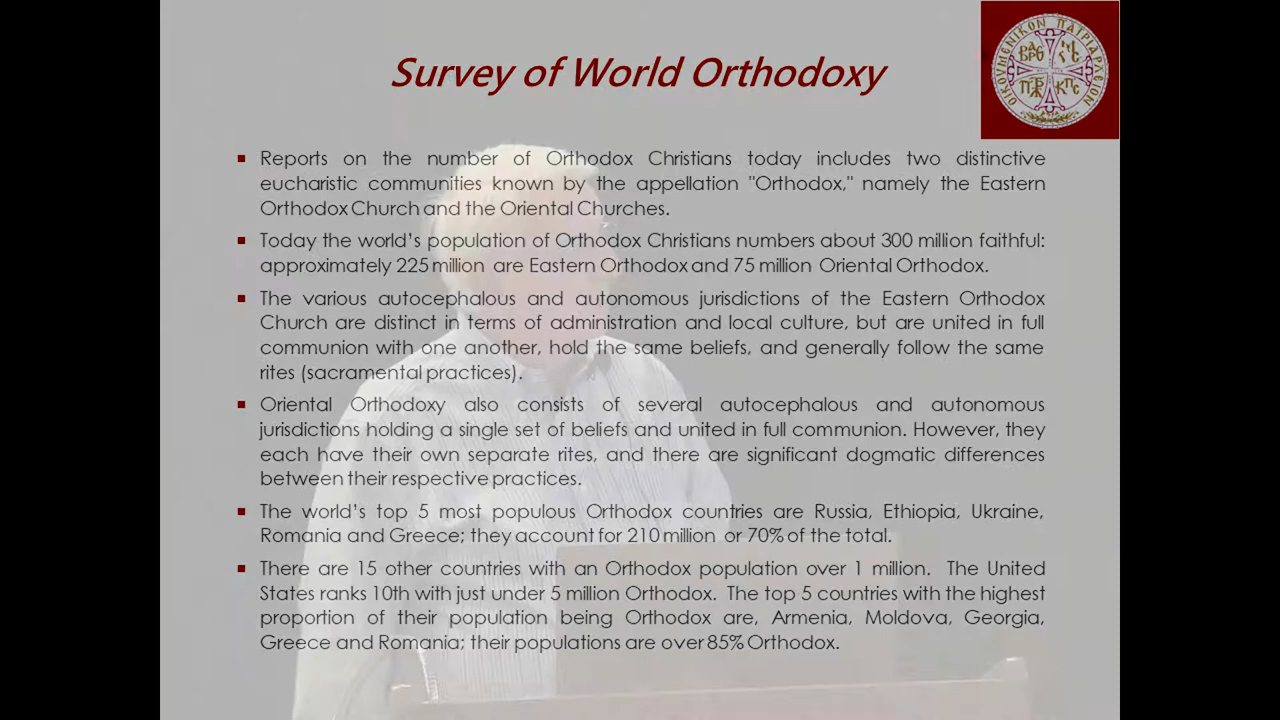 Survey of World Orthodoxy
ΟΙΚΟΥΜΕΝΙΚΟΝ ΠΑΤΡΙΑΡΧΕΙΟΝ
Reports on the number of Orthodox Christians today includes two distinctive
eucharistic communities known by the appellation "Orthodox," namely the Eastern
Orthodox Church and the Oriental Churches.
Today the world’s population of Orthodox Christians numbers about 300 million faithful:
approximately 225 million are Eastern Orthodox and 75 million Oriental Orthodox.
The various autocephalous and autonomous jurisdictions of the Eastern Orthodox
Church are distinct in terms of administration and local culture, but are united in full
communion with one another, hold the same beliefs, and generally follow the same
rites (sacramental practices).
Oriental Orthodoxy also consists of several autocephalous and autonomous
jurisdictions holding a single set of beliefs and united in full communion. However, they
each have their own separate rites, and there are significant dogmatic differences
between their respective practices.
The world’s top 5 most populous Orthodox countries are Russia, Ethiopia, Ukraine,
Romania and Greece; they account for 210 million or 70% of the total.
There are 15 other countries with an Orthodox population over 1 million. The United
States ranks 10th with just under 5 million Orthodox. The top 5 countries with the highest
proportion of their population being Orthodox are, Armenia, Moldova, Georgia,
Greece and Romania; their populations are over 85% Orthodox.